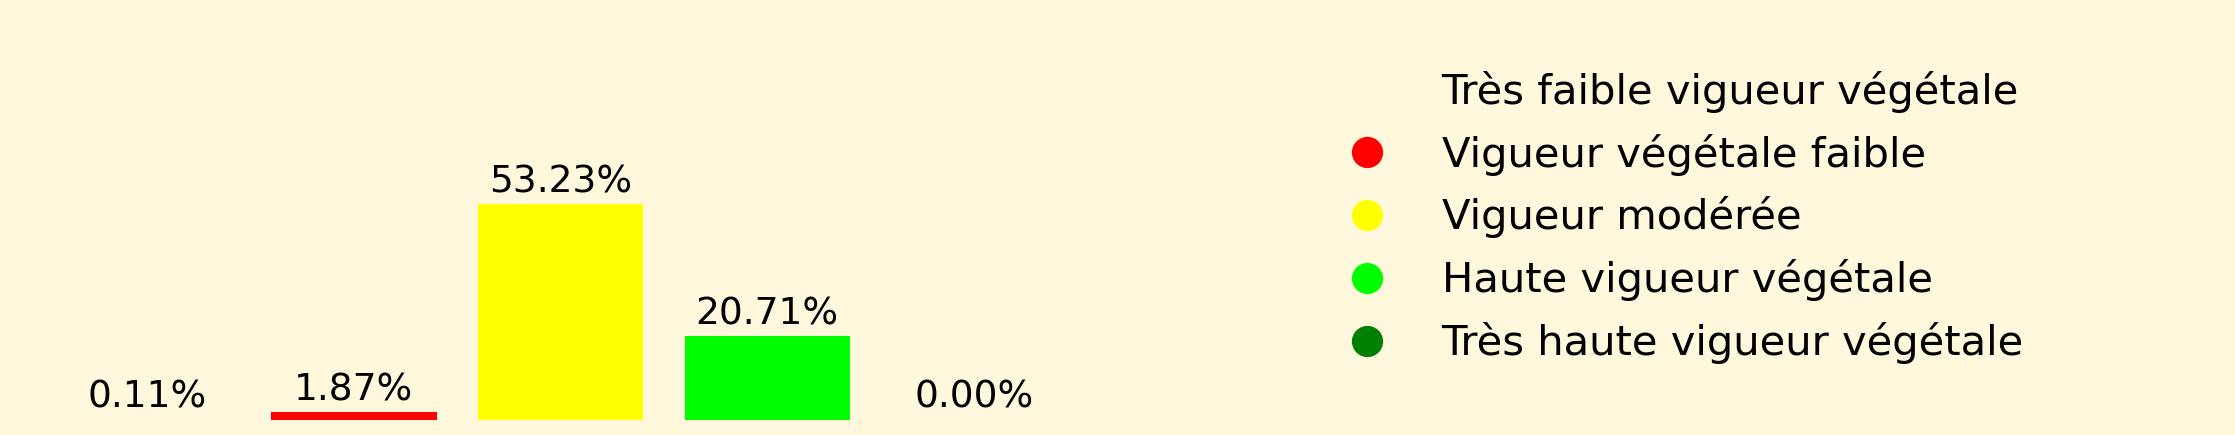 53.23%
20.71%
1.87%
0.11%
0.00%
Très faible vigueur végétale
Vigueur végétale faible
Vigueur modérée
Haute vigueur végétale
Très haute vigueur végétale